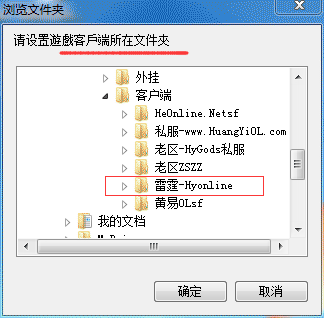 浏览文件夹
请设置遊戲客戶端所在文件夾
外挂
客户端
HeOnline.Netsf
私服-www.HuangYiOL.com
老区-HyGods私服
老区ZSZZ
雷霆-Hyonline
黄易OLsf
我的文档
确定
取消